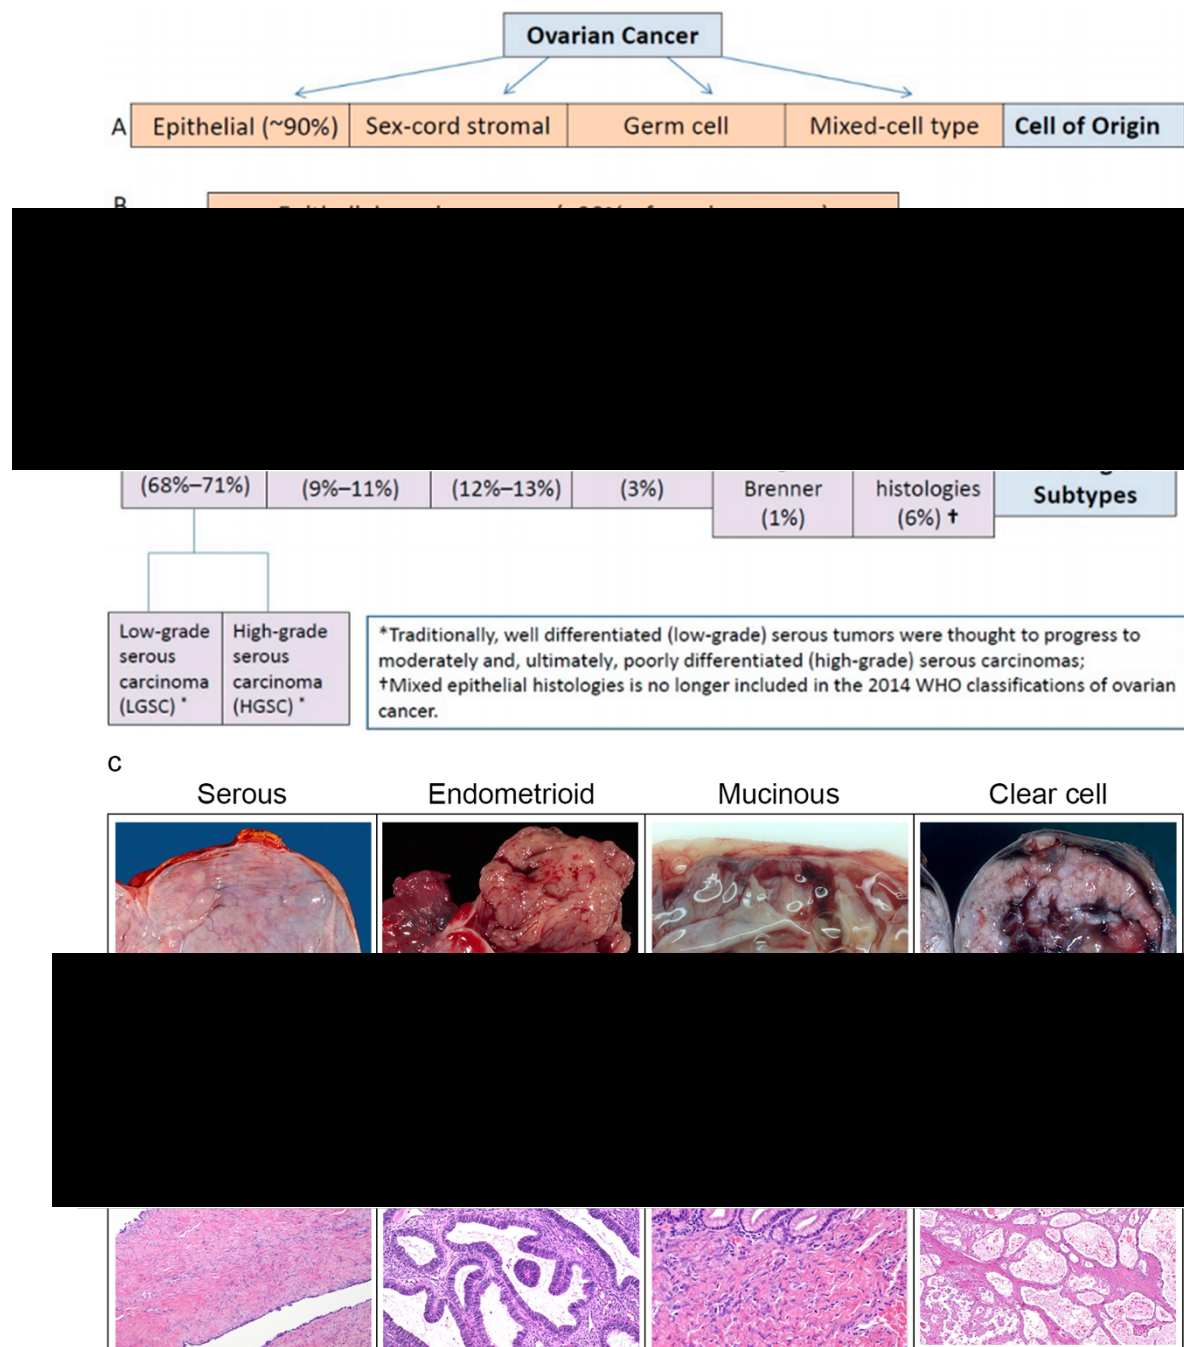 Ovarian Cancer
A
Epithelial (~90%)
Sex-cord stromal
Germ cell
Mixed-cell type
Cell of Origin
(68%–71%)
(9%–11%)
(12%–13%)
(3%)
Brenner
(1%)
histologies
(6%) ✝
Subtypes
Low-grade
serous
carcinoma
(LGSC) *
High-grade
serous
carcinoma
(HGSC) *
*Traditionally, well differentiated (low-grade) serous tumors were thought to progress to
moderately and, ultimately, poorly differentiated (high-grade) serous carcinomas;
✝Mixed epithelial histologies is no longer included in the 2014 WHO classifications of ovarian
cancer.
C
Serous
Endometrioid
Mucinous
Clear cell